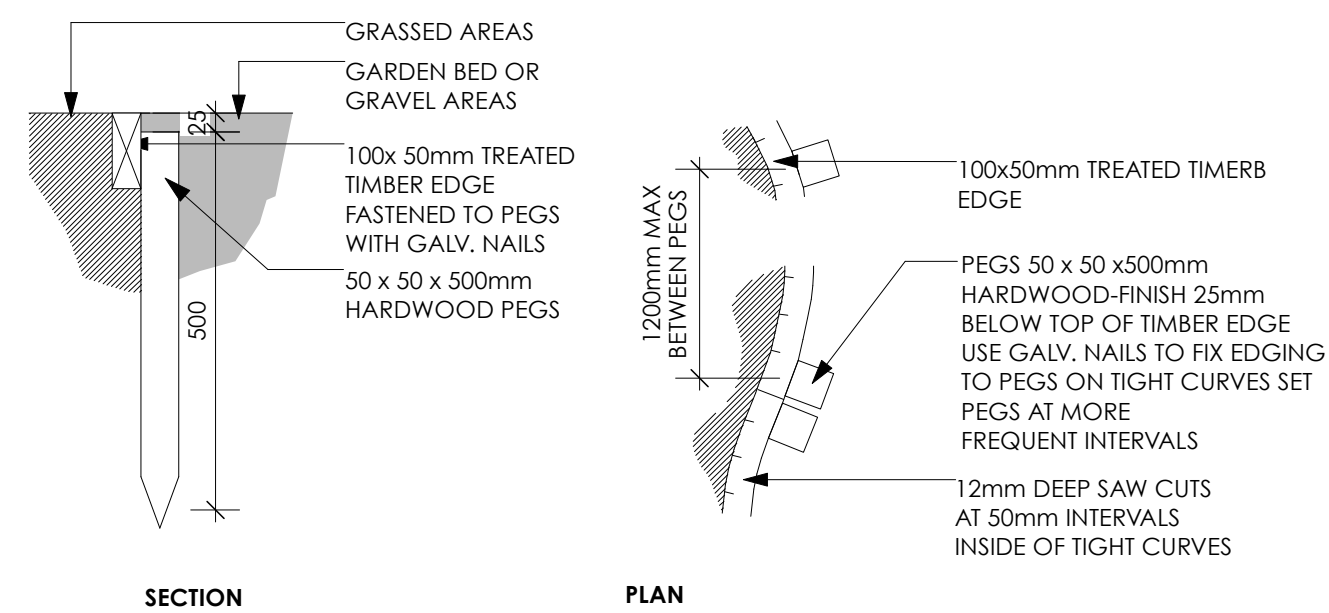 GRASSED AREAS
GARDEN BED OR
GRAVEL AREAS
25
100x 50mm TREATED
TIMBER EDGE
FASTENED TO PEGS
WITH GALV. NAILS
50 x 50 x 500mm
HARDWOOD PEGS
500
SECTION
1200mm MAX
BETWEEN PEGS
100x50mm TREATED TIMERB
EDGE
PEGS 50 x 50 x500mm
HARDWOOD-FINISH 25mm
BELOW TOP OF TIMBER EDGE
USE GALV. NAILS TO FIX EDGING
TO PEGS ON TIGHT CURVES SET
PEGS AT MORE
FREQUENT INTERVALS
12mm DEEP SAW CUTS
AT 50mm INTERVALS
INSIDE OF TIGHT CURVES
PLAN